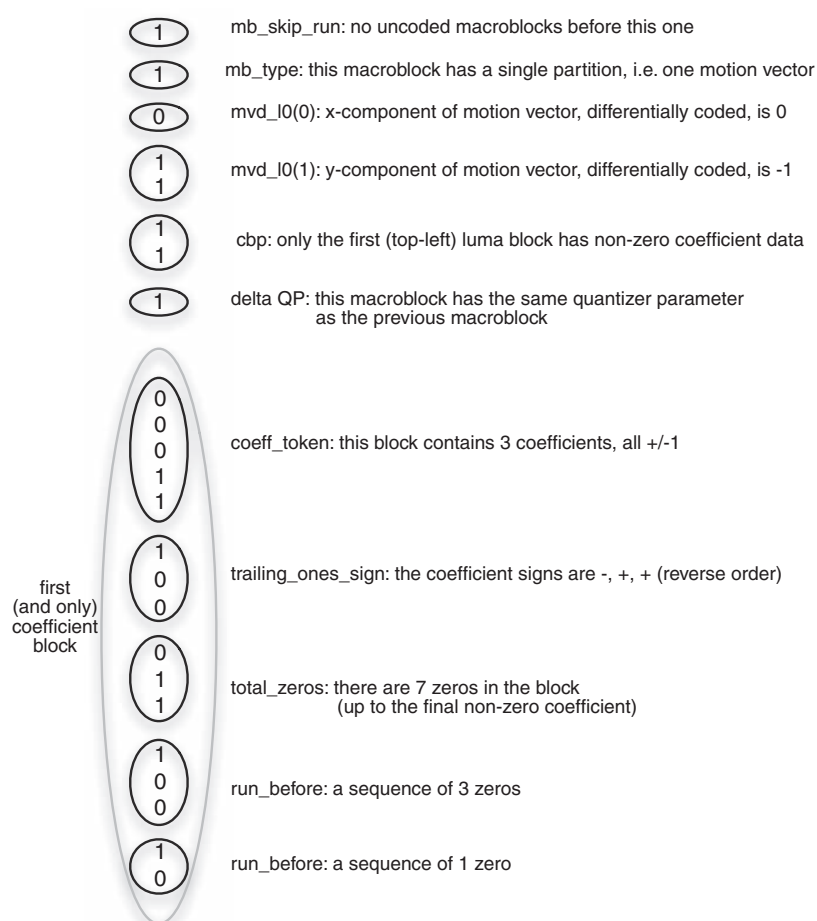 1
mb_skip_run: no uncoded macroblocks before this one
1
mb_type: this macroblock has a single partition, i.e. one motion vector
0
mvd_l0(0): x-component of motion vector, differentially coded, is 0
1
1
mvd_l0(1): y-component of motion vector, differentially coded, is -1
1
1
cbp: only the first (top-left) luma block has non-zero coefficient data
1
delta QP: this macroblock has the same quantizer parameter
as the previous macroblock
first
(and only)
coefficient
block
0
0
0
1
1
coeff_token: this block contains 3 coefficients, all +/-1
1
0
0
trailing_ones_sign: the coefficient signs are -, +, + (reverse order)
0
1
1
total_zeros: there are 7 zeros in the block
(up to the final non-zero coefficient)
1
0
0
run_before: a sequence of 3 zeros
1
0
run_before: a sequence of 1 zero